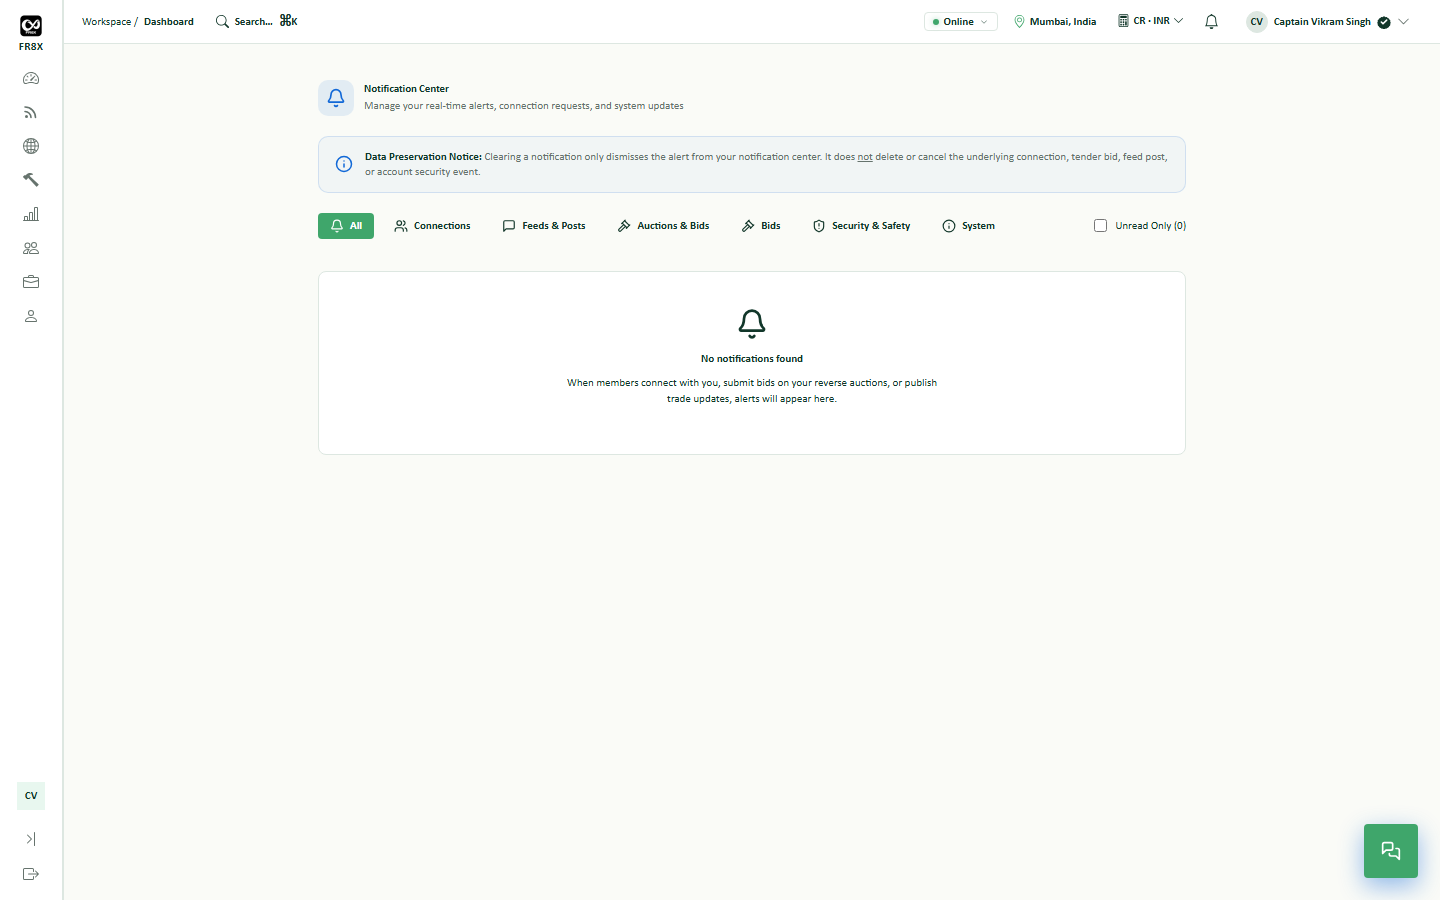 FR8X
Workspace / Dashboard
Search... ⌘K
Online
Mumbai, India
CR • INR
CV
Captain Vikram Singh
Notification Center
Manage your real-time alerts, connection requests, and system updates
Data Preservation Notice: Clearing a notification only dismisses the alert from your notification center. It does not delete or cancel the underlying connection, tender bid, feed post,
or account security event.
All
Connections
Feeds & Posts
Auctions & Bids
Bids
Security & Safety
System
Unread Only (0)
No notifications found
When members connect with you, submit bids on your reverse auctions, or publish
trade updates, alerts will appear here.
CV